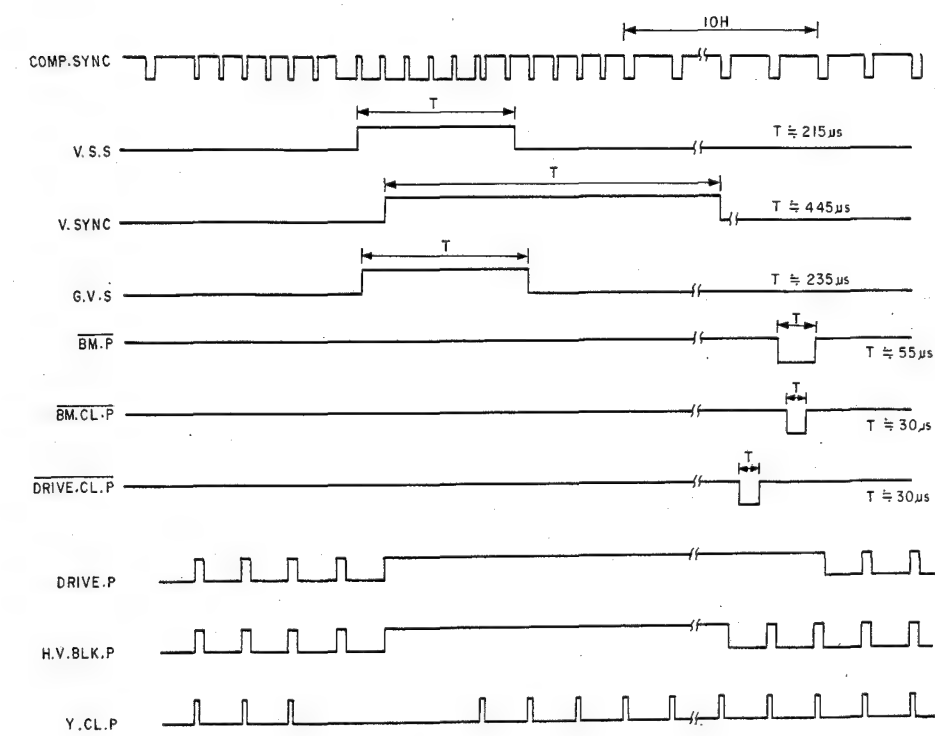 10H
COMP.SYNC
T
V.S.S
T ≒ 215μs
T
V.SYNC
T ≒ 445μs
T
G.V.S
T ≒ 235μs
T
BM.P
T ≒ 55μs
T
BM.CL.P
T ≒ 30μs
T
DRIVE.CL.P
T ≒ 30μs
DRIVE.P
H.V.BLK.P
Y.CL.P